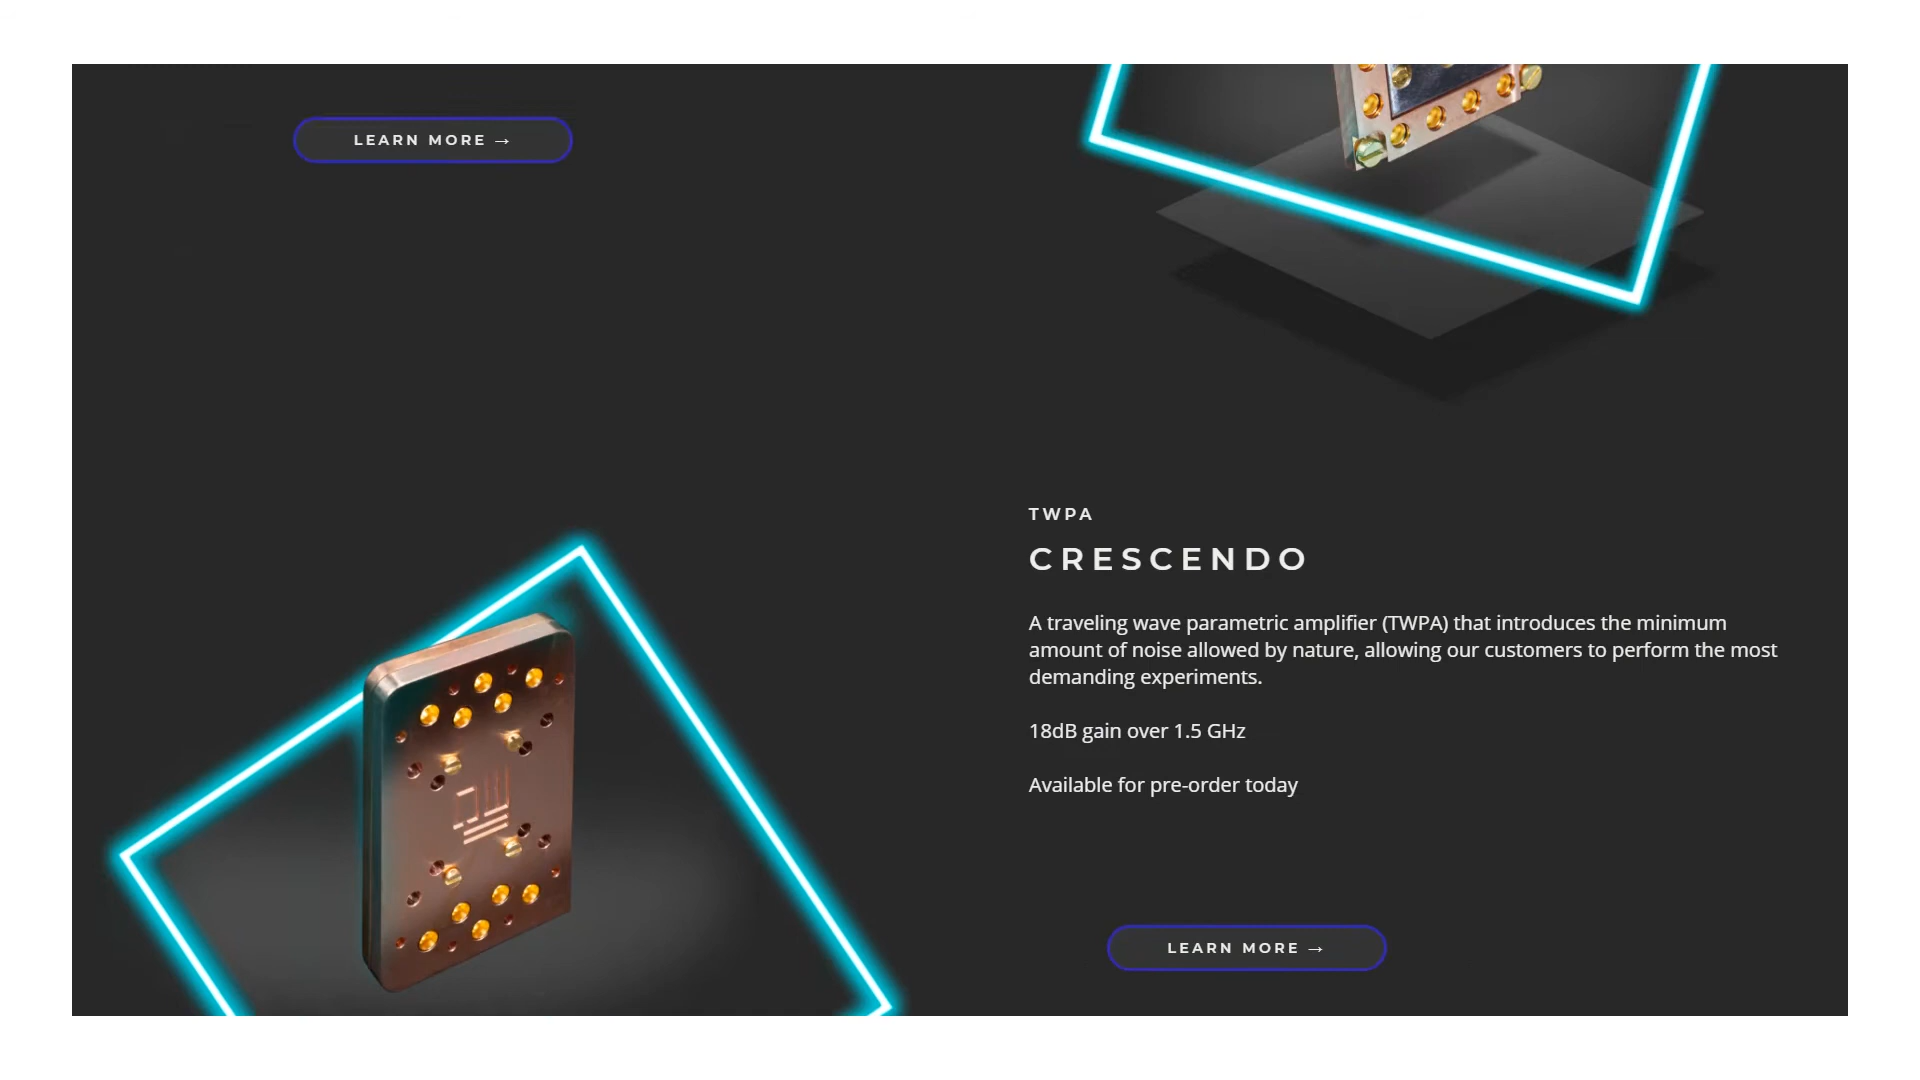 LEARN MORE →
TWPA
CRESCENDO
A traveling wave parametric amplifier (TWPA) that introduces the minimum
amount of noise allowed by nature, allowing our customers to perform the most
demanding experiments.
18dB gain over 1.5 GHz
Available for pre-order today
LEARN MORE →